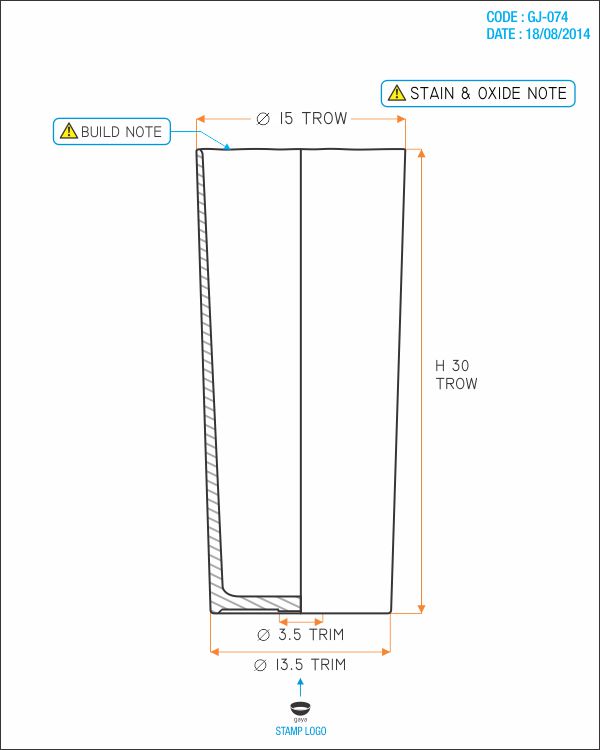 CODE : GJ-074
DATE : 18/08/2014
STAIN & OXIDE NOTE
Ø 15 TROW
BUILD NOTE
H 30
TROW
Ø 3.5 TRIM
Ø 13.5 TRIM
gaya
STAMP LOGO